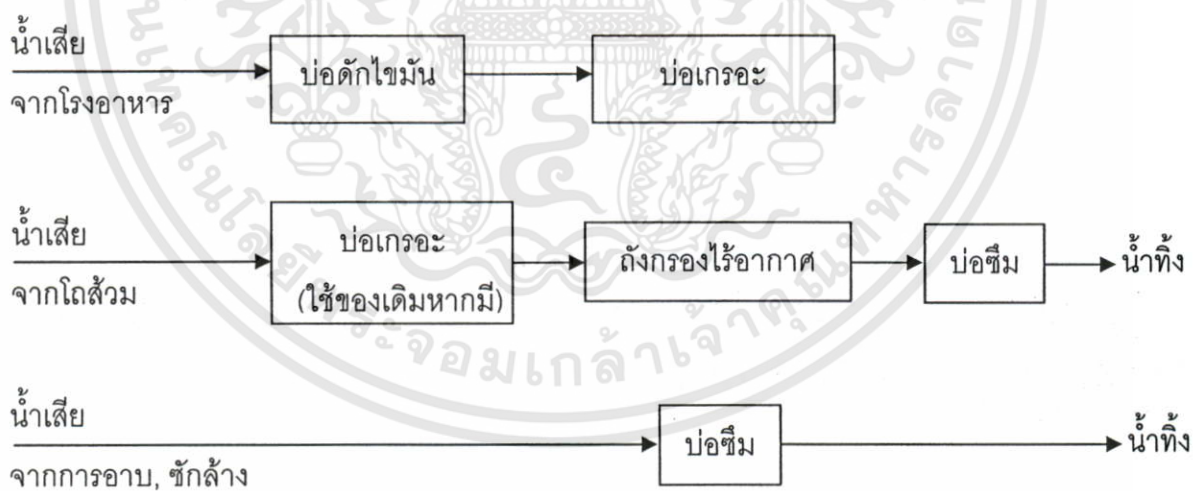 น้ำเสีย
จากโรงอาหาร
บ่อดักไขมัน
บ่อเกรอะ
น้ำเสีย
จากโถส้วม
บ่อเกรอะ
(ใช้ของเดิมหากมี)
ถังกรองไร้อากาศ
บ่อซึม
น้ำทิ้ง
น้ำเสีย
จากการอาบ, ซักล้าง
บ่อซึม
น้ำทิ้ง